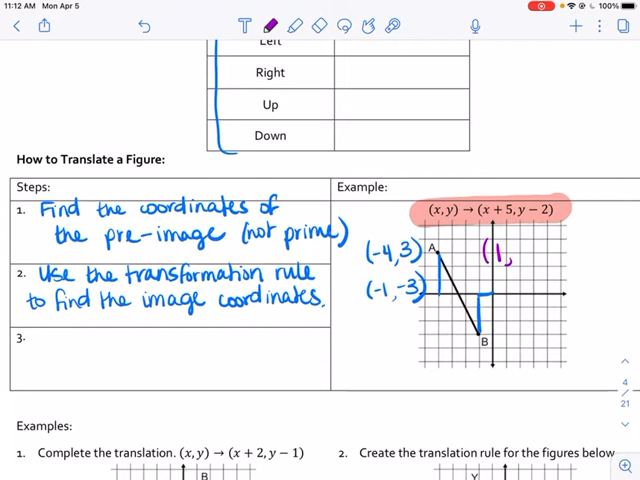 11:12 AM Mon Apr 5
100%
T
Left
Right
Up
Down
How to Translate a Figure:
Steps:
Example:
1. Find the coordinates of
the pre-image (not prime)
2. Use the transformation rule
to find the image coordinates.
3.
(x, y) → (x + 5, y − 2)
(-4,3) A
(1,
(-1,-3)
B
4
/
21
Examples:
1. Complete the translation. (x, y) → (x + 2, y − 1)
B
2. Create the translation rule for the figures below
Y